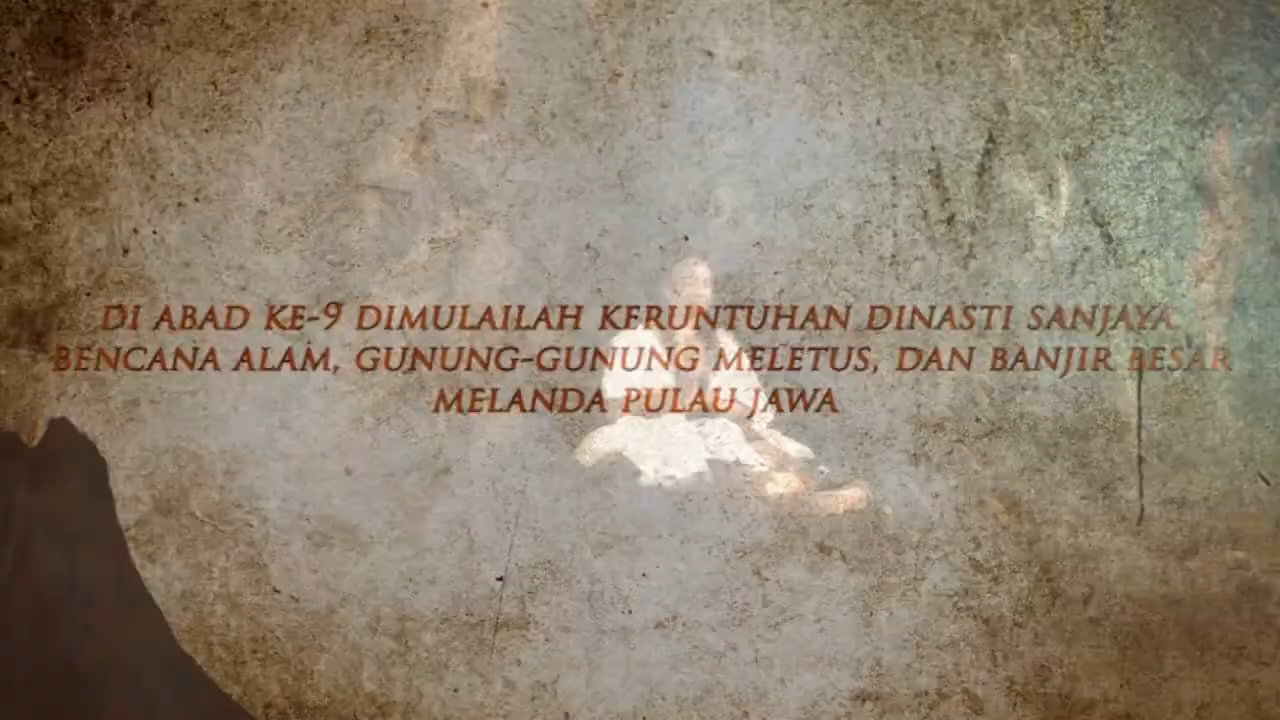 DI ABAD KE-9 DIMULAILAH KERUNTUHAN DINASTI SANJAYA
BENCANA ALAM, GUNUNG-GUNUNG MELETUS, DAN BANJIR BESAR
MELANDA PULAU JAWA